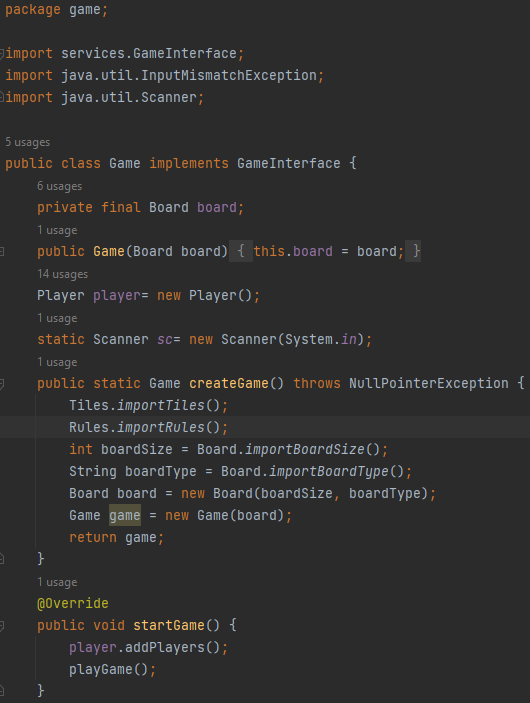 package game;
import services.GameInterface;
import java.util.InputMismatchException;
import java.util.Scanner;
5 usages
public class Game implements GameInterface {
6 usages
private final Board board;
1 usage
public Game(Board board) { this.board = board; }
14 usages
Player player= new Player();
1 usage
static Scanner sc= new Scanner(System.in);
1 usage
public static Game createGame() throws NullPointerException {
Tiles.importTiles();
Rules.importRules();
int boardSize = Board.importBoardSize();
String boardType = Board.importBoardType();
Board board = new Board(boardSize, boardType);
Game game = new Game(board);
return game;
}
1 usage
@Override
public void startGame() {
player.addPlayers();
playGame();
}